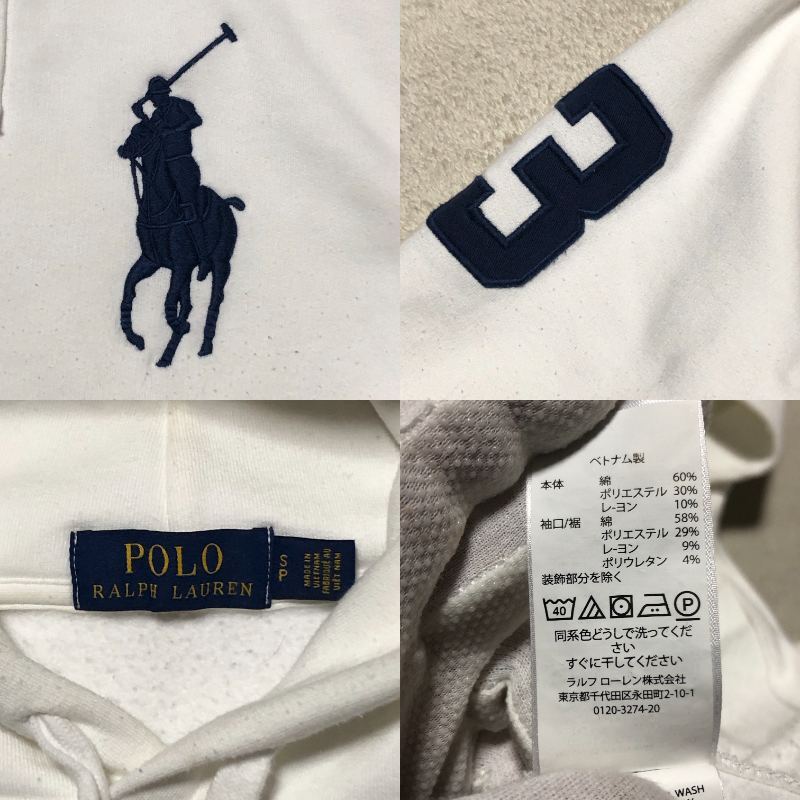 3
POLO
RALPH LAUREN
S
P
MADE IN
VIETNAM
FABRIQUÉ AU
VIÊT NAM
ベトナム製
本体 綿 60%
ポリエステル 30%
レーヨン 10%
袖口/裾 綿 58%
ポリエステル 29%
レーヨン 9%
ポリウレタン 4%
装飾部分を除く
40 P
同系色どうしで洗ってくだ
さい
すぐに干してください
ラルフ ローレン株式会社
東京都千代田区永田町2-10-1
0120-3274-20
WASH